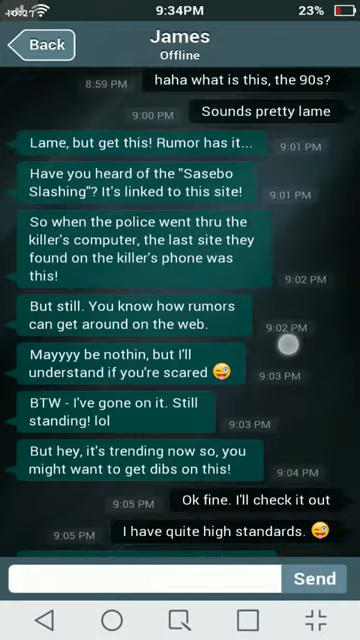 10:27
9:34PM
23%
Back
James
Offline
8:59 PM
haha what is this, the 90s?
9:00 PM
Sounds pretty lame
Lame, but get this! Rumor has it...
9:01 PM
Have you heard of the "Sasebo
Slashing"? It's linked to this site!
9:01 PM
So when the police went thru the
killer's computer, the last site they
found on the killer's phone was
this!
9:02 PM
But still. You know how rumors
can get around on the web.
9:02 PM
Mayyyy be nothin, but I'll
understand if you're scared 😜
9:03 PM
BTW - I've gone on it. Still
standing! lol
9:03 PM
But hey, it's trending now so, you
might want to get dibs on this!
9:04 PM
9:05 PM
Ok fine. I'll check it out
9:05 PM
I have quite high standards. 😜
Send